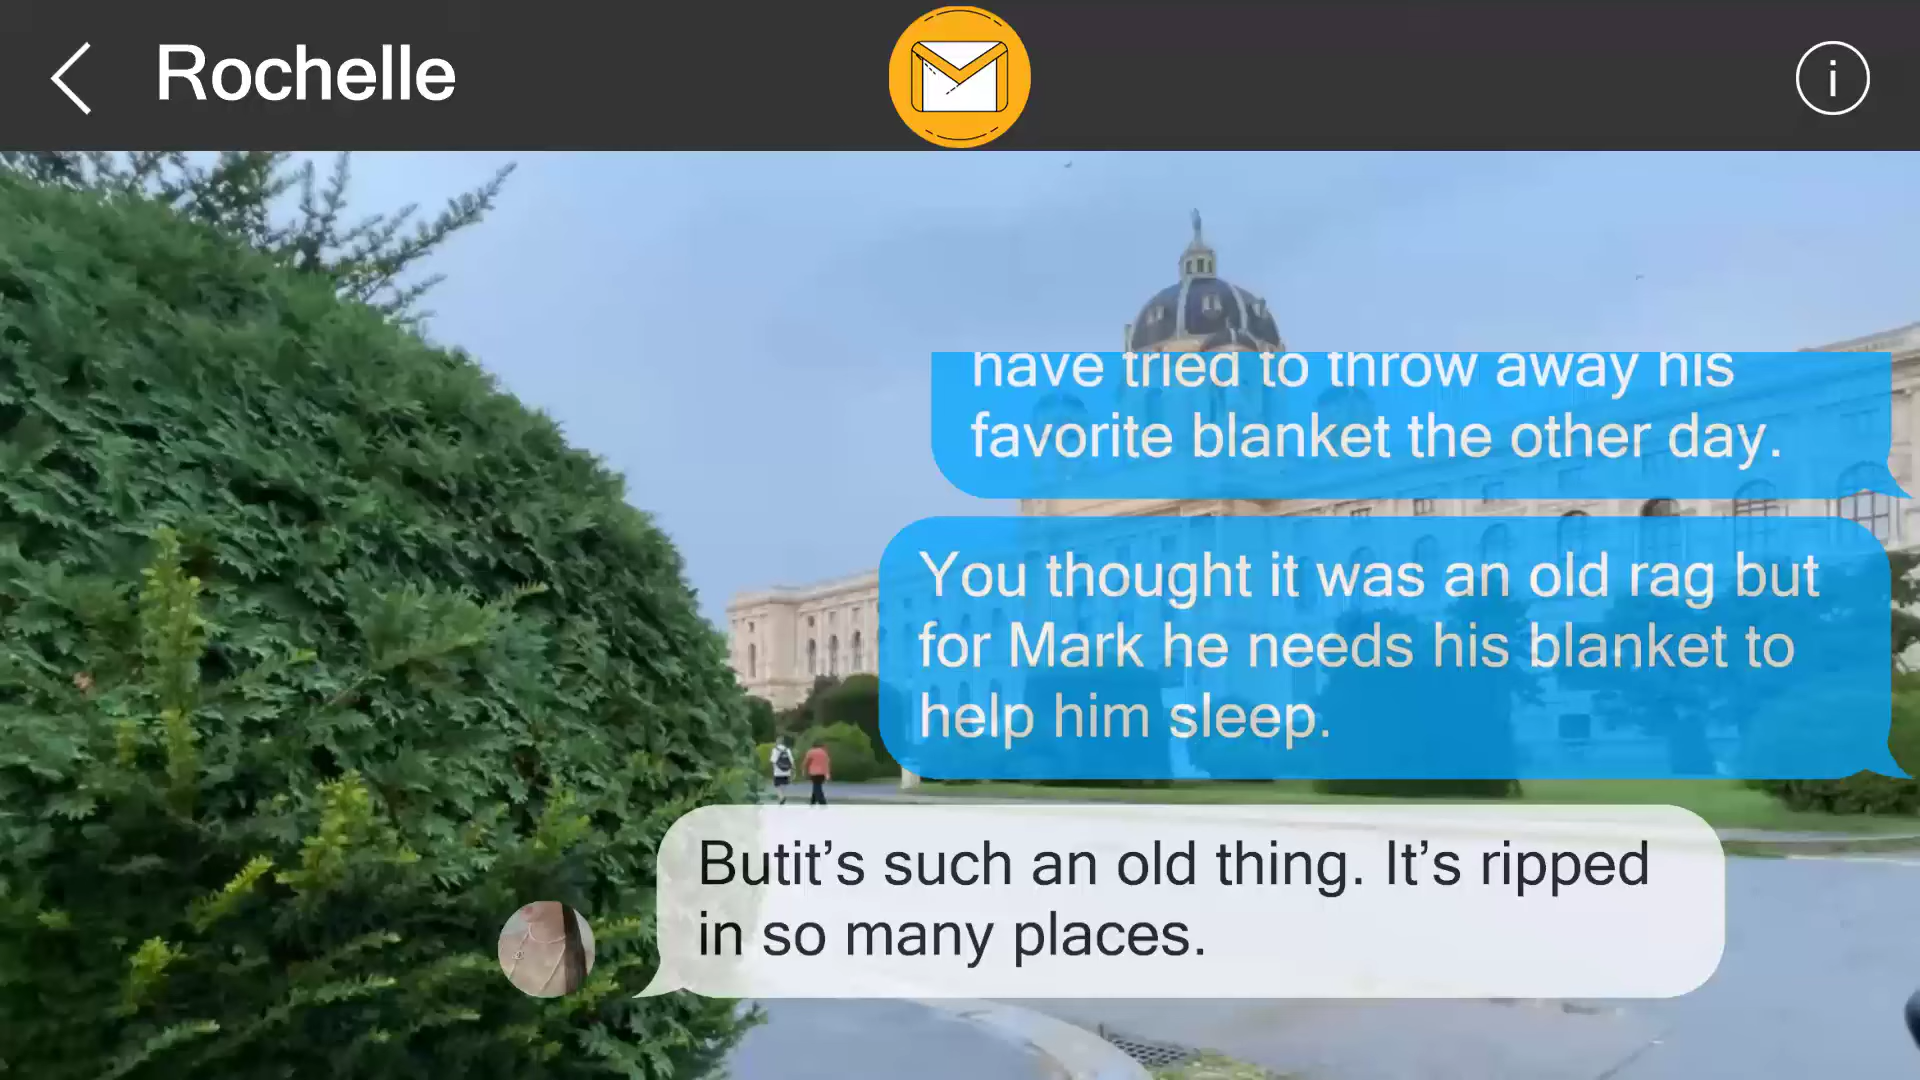 Rochelle
i
have tried to throw away his
favorite blanket the other day.
You thought it was an old rag but
for Mark he needs his blanket to
help him sleep.
Butit’s such an old thing. It’s ripped
in so many places.